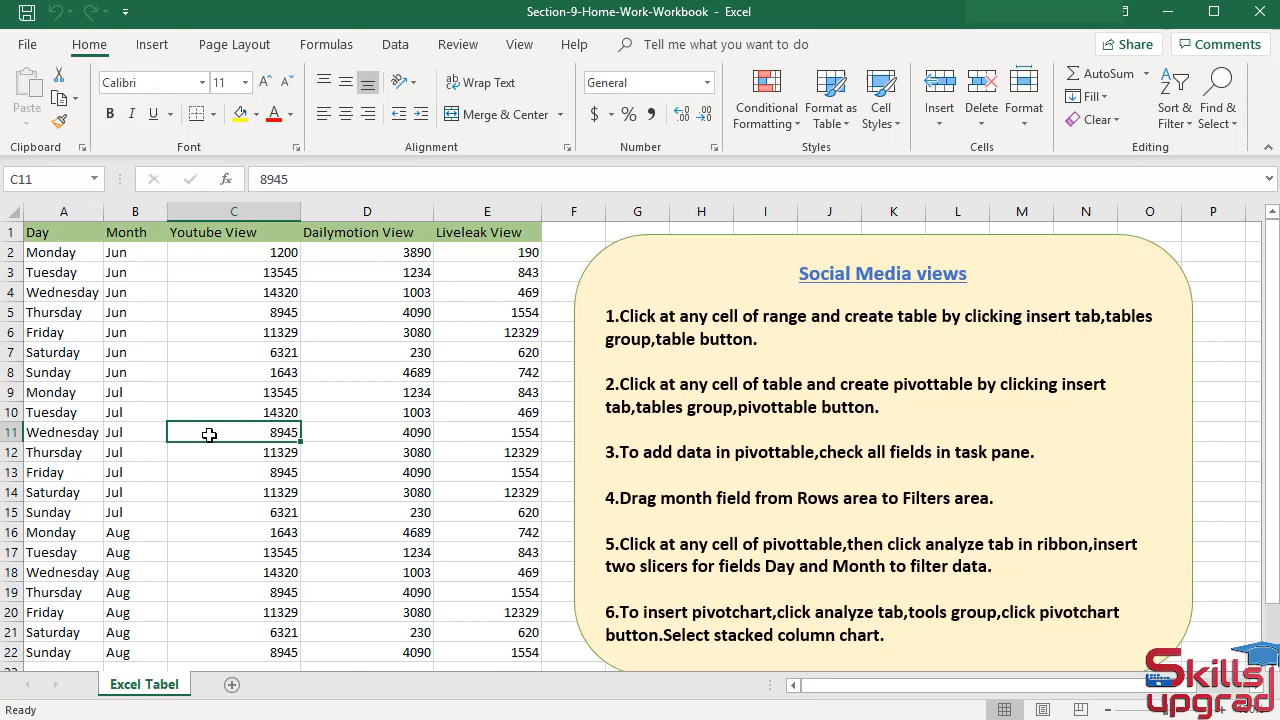 Section-9-Home-Work-Workbook - Excel
File Home Insert Page Layout Formulas Data Review View Help Tell me what you want to do Share Comments
Paste
Calibri 11
B I U
Wrap Text
Merge & Center
General
$ %
Conditional Formatting
Format as Table
Cell Styles
Insert Delete Format
AutoSum
Fill
Clear
Sort & Filter
Find & Select
Clipboard Font Alignment Number Styles Cells Editing
C11 fx 8945
A B C D E F G H I J K L M N O P
1 Day Month Youtube View Dailymotion View Liveleak View
2 Monday Jun 1200 3890 190
3 Tuesday Jun 13545 1234 843
4 Wednesday Jun 14320 1003 469
5 Thursday Jun 8945 4090 1554
6 Friday Jun 11329 3080 12329
7 Saturday Jun 6321 230 620
8 Sunday Jun 1643 4689 742
9 Monday Jul 13545 1234 843
10 Tuesday Jul 14320 1003 469
11 Wednesday Jul 8945 4090 1554
12 Thursday Jul 11329 3080 12329
13 Friday Jul 8945 4090 1554
14 Saturday Jul 11329 3080 12329
15 Sunday Jul 6321 230 620
16 Monday Aug 1643 4689 742
17 Tuesday Aug 13545 1234 843
18 Wednesday Aug 14320 1003 469
19 Thursday Aug 8945 4090 1554
20 Friday Aug 11329 3080 12329
21 Saturday Aug 6321 230 620
22 Sunday Aug 8945 4090 1554
Social Media views
1.Click at any cell of range and create table by clicking insert tab,tables
group,table button.
2.Click at any cell of table and create pivottable by clicking insert
tab,tables group,pivottable button.
3.To add data in pivottable,check all fields in task pane.
4.Drag month field from Rows area to Filters area.
5.Click at any cell of pivottable,then click analyze tab in ribbon,insert
two slicers for fields Day and Month to filter data.
6.To insert pivotchart,click analyze tab,tools group,click pivotchart
button.Select stacked column chart.
Excel Tabel
Ready
Skills
upgrad